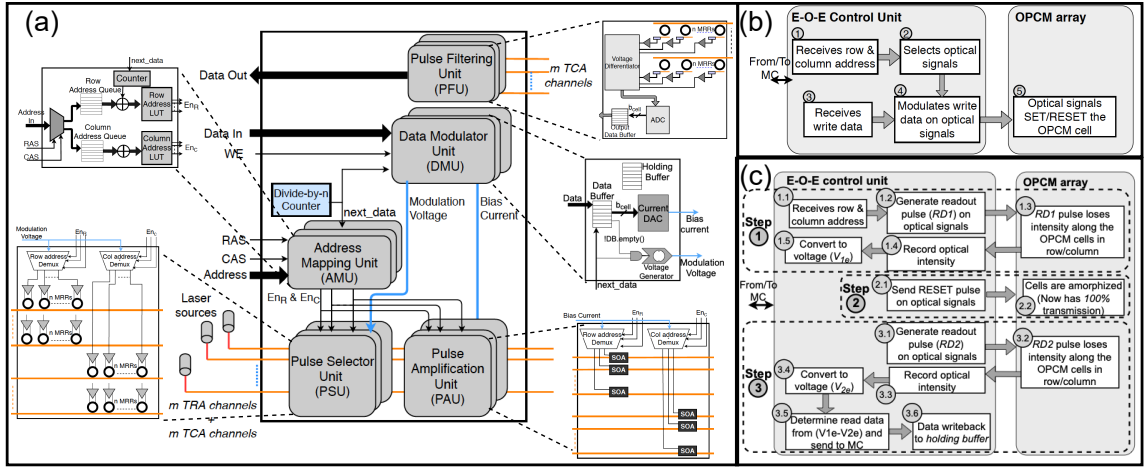 (a)
next_data
Counter
Row
Address Queue
Row
Address
LUT
En_R
Address
In
Column
Address Queue
Column
Address
LUT
En_C
RAS
CAS
Data Out
Pulse Filtering
Unit
(PFU)
m TCA
channels
n MRRs
Voltage
Differentiator
n MRRs
b_cell
ADC
Output
Data Buffer
Data In
WE
Data Modulator
Unit
(DMU)
Divide-by-n
Counter
next_data
Modulation
Voltage
Bias
Current
Holding
Buffer
Data
Data
Buffer
b_cell
Current
DAC
Bias
current
!DB.empty()
Voltage
Generator
Modulation
Voltage
next_data
RAS
CAS
Address
Address
Mapping Unit
(AMU)
En_R & En_C
Laser
sources
Pulse Selector
Unit
(PSU)
Pulse
Amplification
Unit
(PAU)
m TRA channels
+
m TCA channels
Modulation
Voltage
En_R
En_C
Row address
Demux
Col address
Demux
n MRRs
n MRRs
n MRRs
n MRRs
Bias Current
En_R
En_C
Row address
Demux
Col address
Demux
SOA
SOA
SOA
SOA
SOA
SOA
(b)
E-O-E Control Unit
OPCM array
From/To
MC
1
Receives row &
column address
2
Selects optical
signals
3
Receives
write data
4
Modulates write
data on optical
signals
5
Optical signals
SET/RESET the
OPCM cell
(c)
E-O-E control unit
OPCM array
Step
1
1.1
Receives row &
column address
1.2
Generate readout
pulse (RD1) on
optical signals
1.3
RD1 pulse loses
intensity along the
OPCM cells in
row/column
1.4
Record optical
intensity
1.5
Convert to
voltage (V_1e)
From/To
MC
Step
2
2.1
Send RESET pulse
on optical signals
Cells are amorphized
(Now has 100%
transmission)
2.2
Step
3
3.1
Generate readout
pulse (RD2)
on optical signals
3.2
RD2 pulse loses
intensity along the
OPCM cells in
row/column
Record optical
intensity
3.3
3.4
Convert to
voltage (V_2e)
3.5
Determine read data
from (V1e-V2e) and
send to MC
3.6
Data writeback
to holding buffer